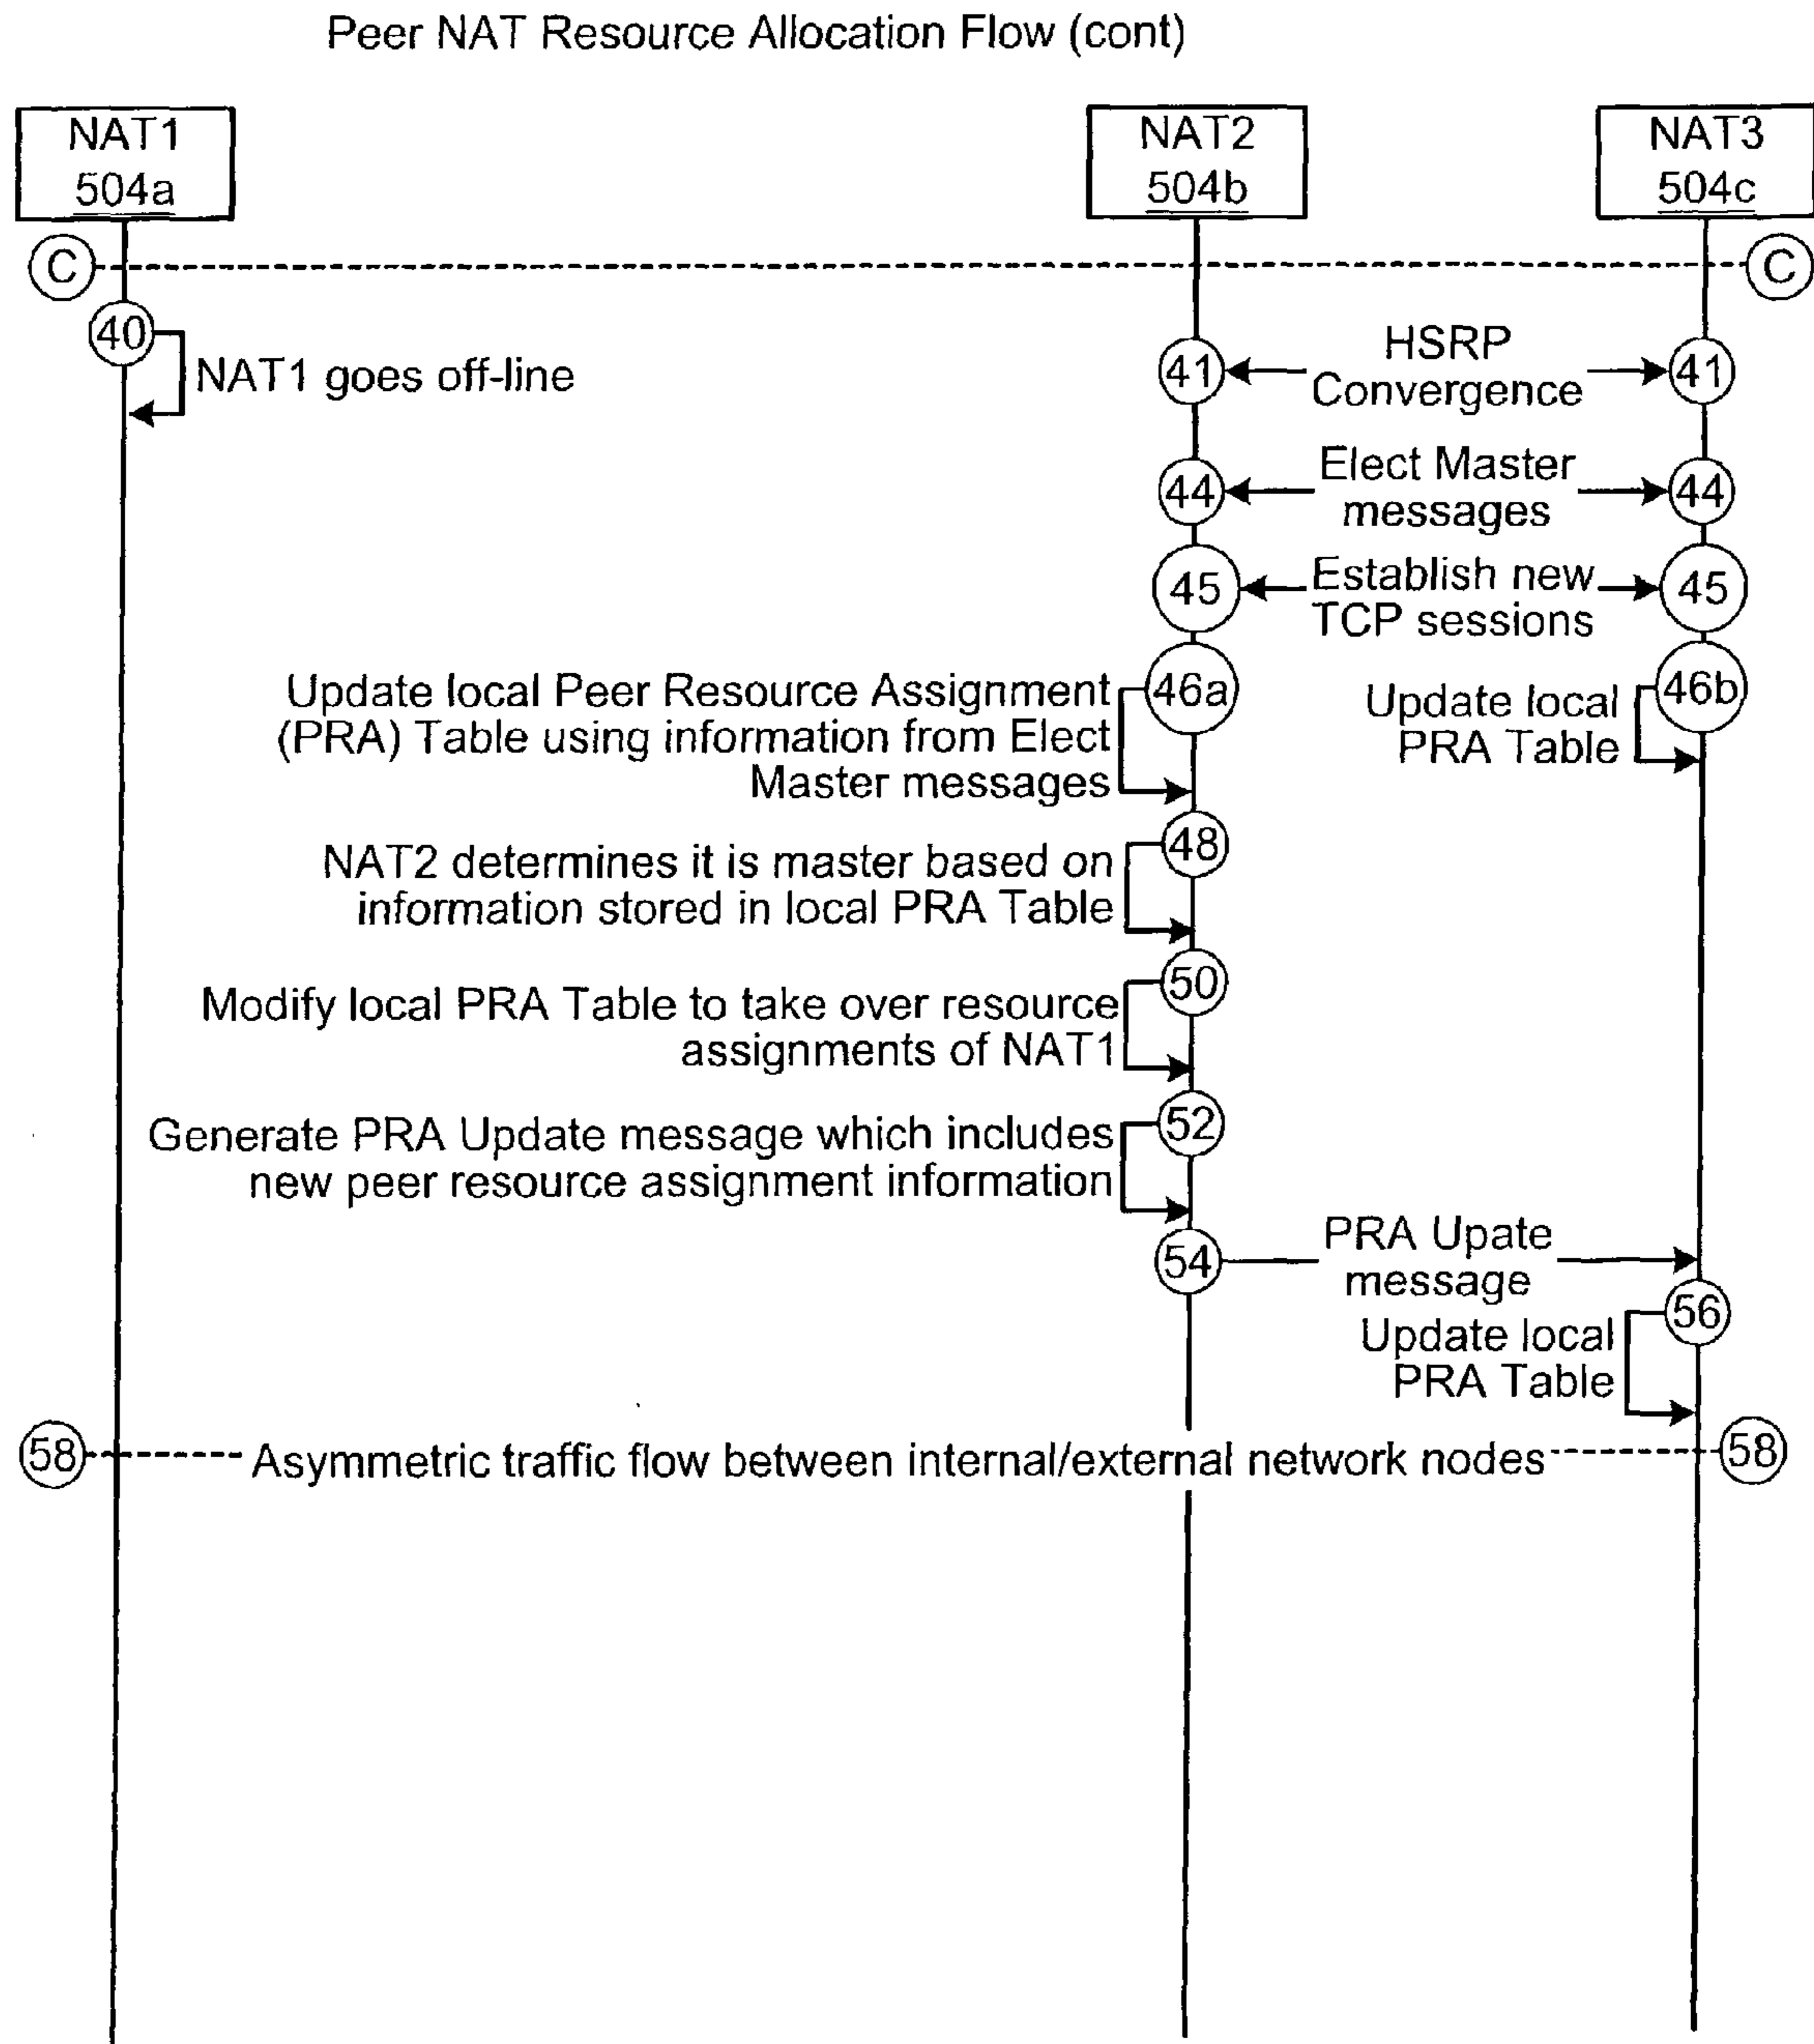 Peer NAT Resource Allocation Flow (cont)
NAT1
504a
NAT2
504b
NAT3
504c
C
C
40
NAT1 goes off-line
41
HSRP
Convergence
41
44
Elect Master
messages
44
45
Establish new
TCP sessions
45
Update local Peer Resource Assignment
(PRA) Table using information from Elect
Master messages
46a
Update local
PRA Table
46b
NAT2 determines it is master based on
information stored in local PRA Table
48
Modify local PRA Table to take over resource
assignments of NAT1
50
Generate PRA Update message which includes
new peer resource assignment information
52
54
PRA Upate
message
56
Update local
PRA Table
58
Asymmetric traffic flow between internal/external network nodes
58